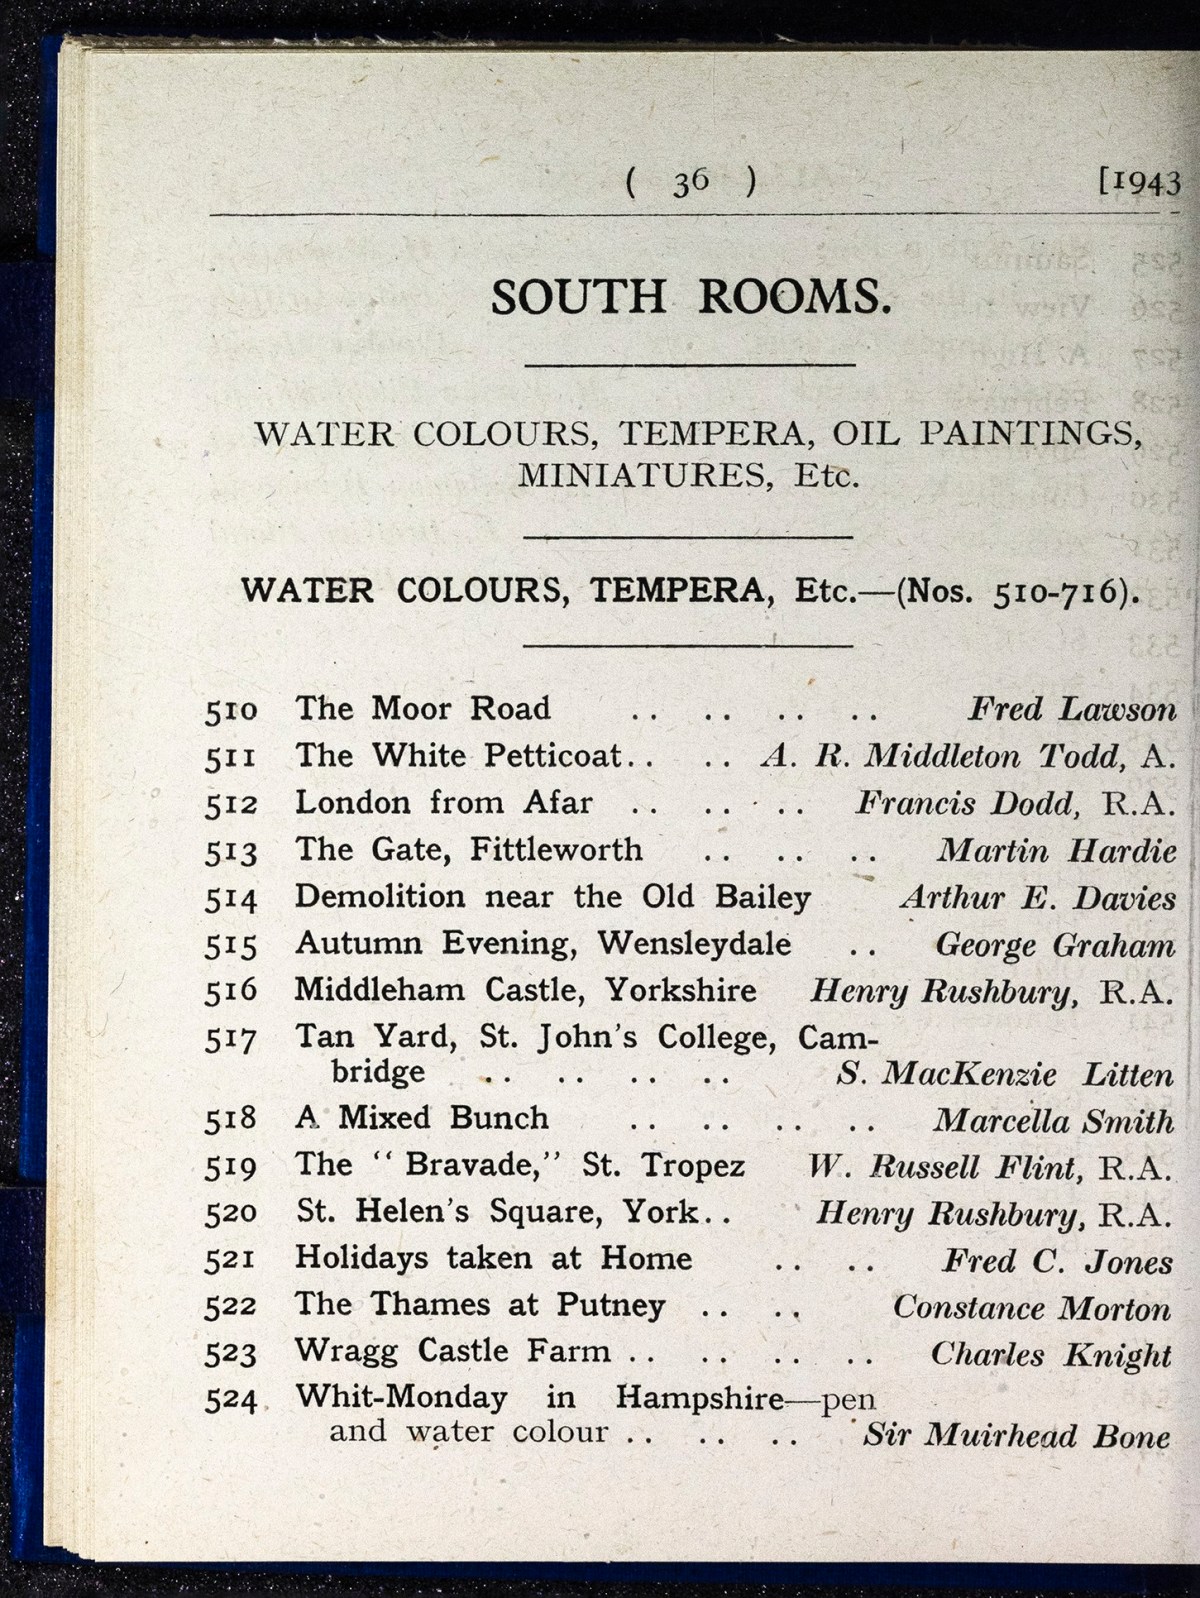 ( 36 ) [1943
SOUTH ROOMS.
WATER COLOURS, TEMPERA, OIL PAINTINGS,
MINIATURES, Etc.
WATER COLOURS, TEMPERA, Etc.—(Nos. 510-716).
510 The Moor Road .. .. .. .. Fred Lawson
511 The White Petticoat.. .. A. R. Middleton Todd, A.
512 London from Afar .. .. .. Francis Dodd, R.A.
513 The Gate, Fittleworth .. .. .. Martin Hardie
514 Demolition near the Old Bailey Arthur E. Davies
515 Autumn Evening, Wensleydale .. George Graham
516 Middleham Castle, Yorkshire Henry Rushbury, R.A.
517 Tan Yard, St. John's College, Cam-
bridge .. .. .. .. S. MacKenzie Litten
518 A Mixed Bunch .. .. .. .. Marcella Smith
519 The "Bravade," St. Tropez W. Russell Flint, R.A.
520 St. Helen's Square, York.. Henry Rushbury, R.A.
521 Holidays taken at Home .. .. Fred C. Jones
522 The Thames at Putney .. .. Constance Morton
523 Wragg Castle Farm .. .. .. .. Charles Knight
524 Whit-Monday in Hampshire—pen
and water colour .. .. .. Sir Muirhead Bone